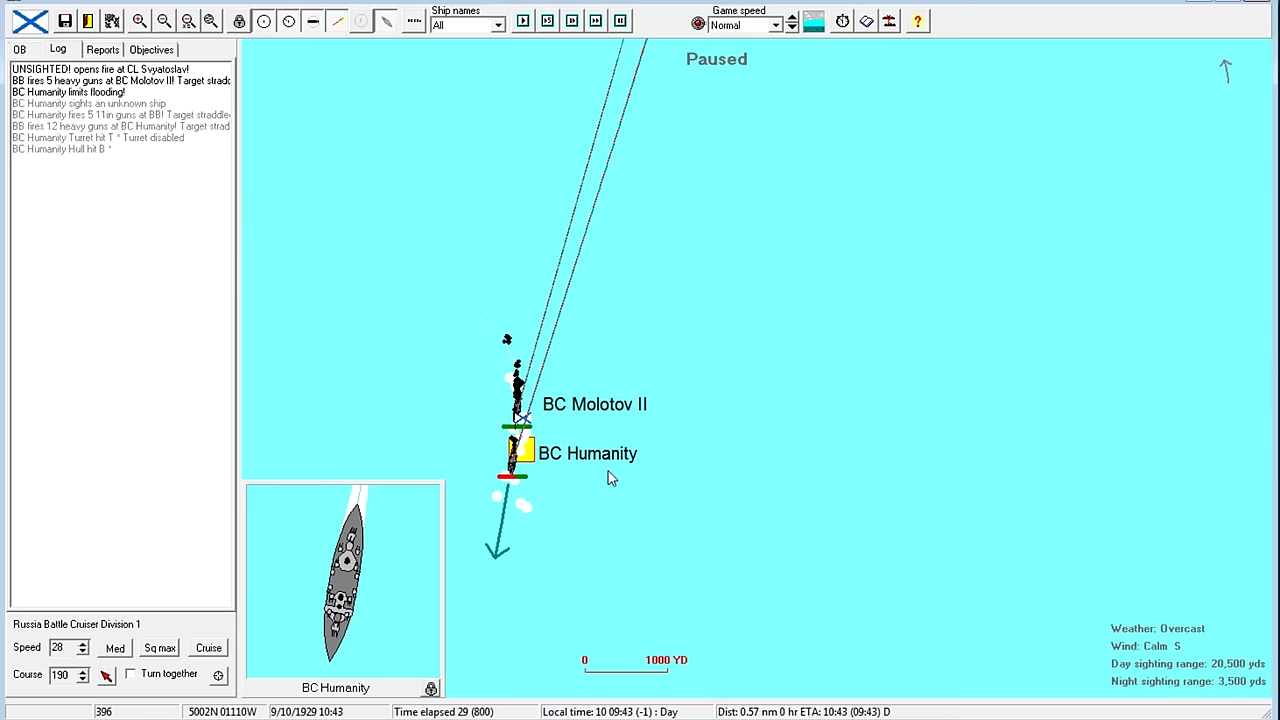 Ship names
Game speed
All
Normal
OB
Log
Reports
Objectives
UNSIGHTED! opens fire at CL Svyatoslav!
BB fires 5 heavy guns at BC Molotov II! Target straddl
BC Humanity limits flooding!
BC Humanity sights an unknown ship
BC Humanity fires 5 11in guns at BB! Target straddle
BB fires 12 heavy guns at BC Humanity! Target strad
BC Humanity Turret hit T * Turret disabled
BC Humanity Hull hit B *
Paused
BC Molotov II
BC Humanity
Russia Battle Cruiser Division 1
Speed 28 Med Sq max Cruise
Course 190 Turn together
BC Humanity
0 1000 YD
Weather: Overcast
Wind: Calm S
Day sighting range: 20,500 yds
Night sighting range: 3,500 yds
396 5002N 01110W 9/10/1929 10:43 Time elapsed 29 (800) Local time: 10 09:43 (-1) : Day Dist: 0.57 nm 0 hr ETA: 10:43 (09:43) D